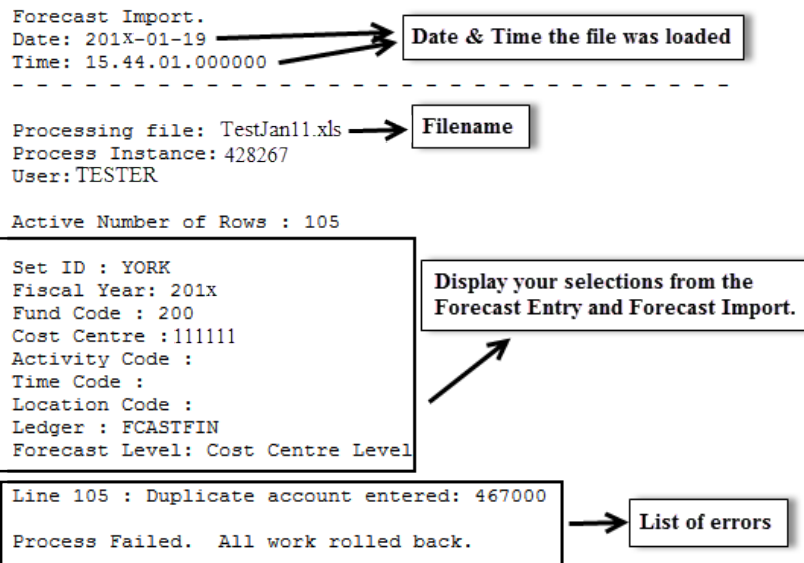 Forecast Import.
Date: 201X-01-19
Time: 15.44.01.000000
Date & Time the file was loaded
- - - - - - - - - - - - - - - - - - - - - - - - - - - - - -
Processing file: TestJan11.xls
Filename
Process Instance: 428267
User: TESTER
Active Number of Rows : 105
Set ID : YORK
Fiscal Year: 201x
Fund Code : 200
Cost Centre : 111111
Activity Code :
Time Code :
Location Code :
Ledger : FCASTFIN
Forecast Level: Cost Centre Level
Display your selections from the
Forecast Entry and Forecast Import.
Line 105 : Duplicate account entered: 467000
Process Failed.  All work rolled back.
List of errors